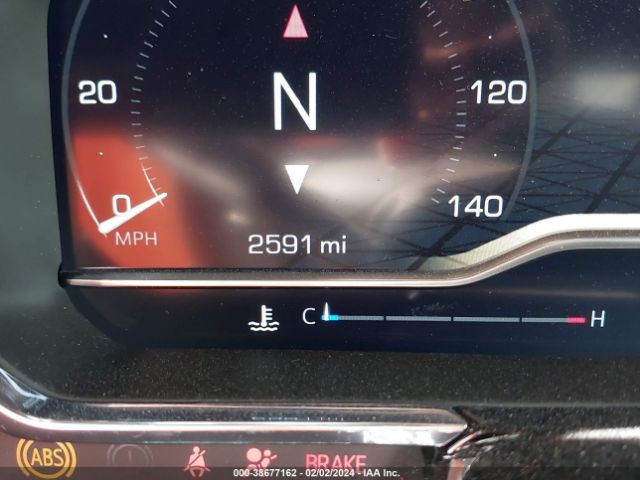 N
20
120
0
140
MPH
2591 mi
C
H
ABS
BRAKE
000-38677162 - 02/02/2024 - IAA Inc.